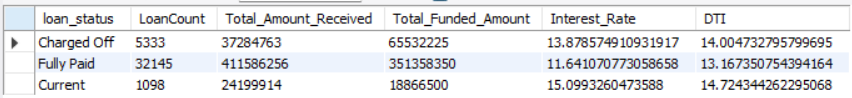 loan_status LoanCount Total_Amount_Received Total_Funded_Amount Interest_Rate DTI
Charged Off 5333 37284763 65532225 13.878574910931917 14.004732795799695
Fully Paid 32145 411586256 351358350 11.641070773058658 13.167350754394164
Current 1098 24199914 18866500 15.0993260473588 14.724344262295068